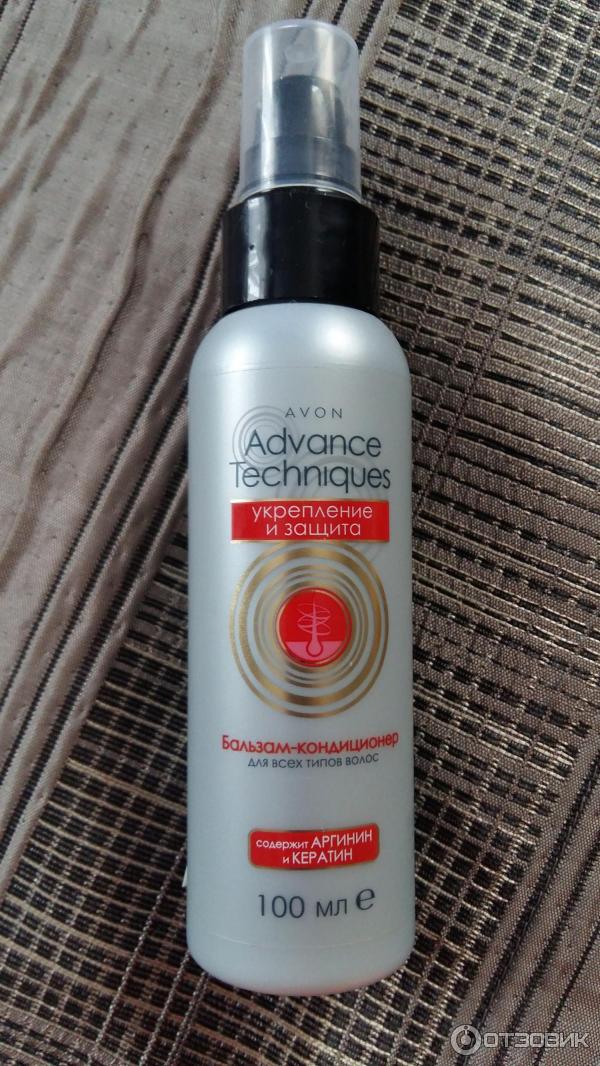 AVON
Advance
Techniques
укрепление
и защита
Бальзам-кондиционер
для всех типов волос
содержит АРГИНИН
и КЕРАТИН
100 мл e
ОТЗОВИК